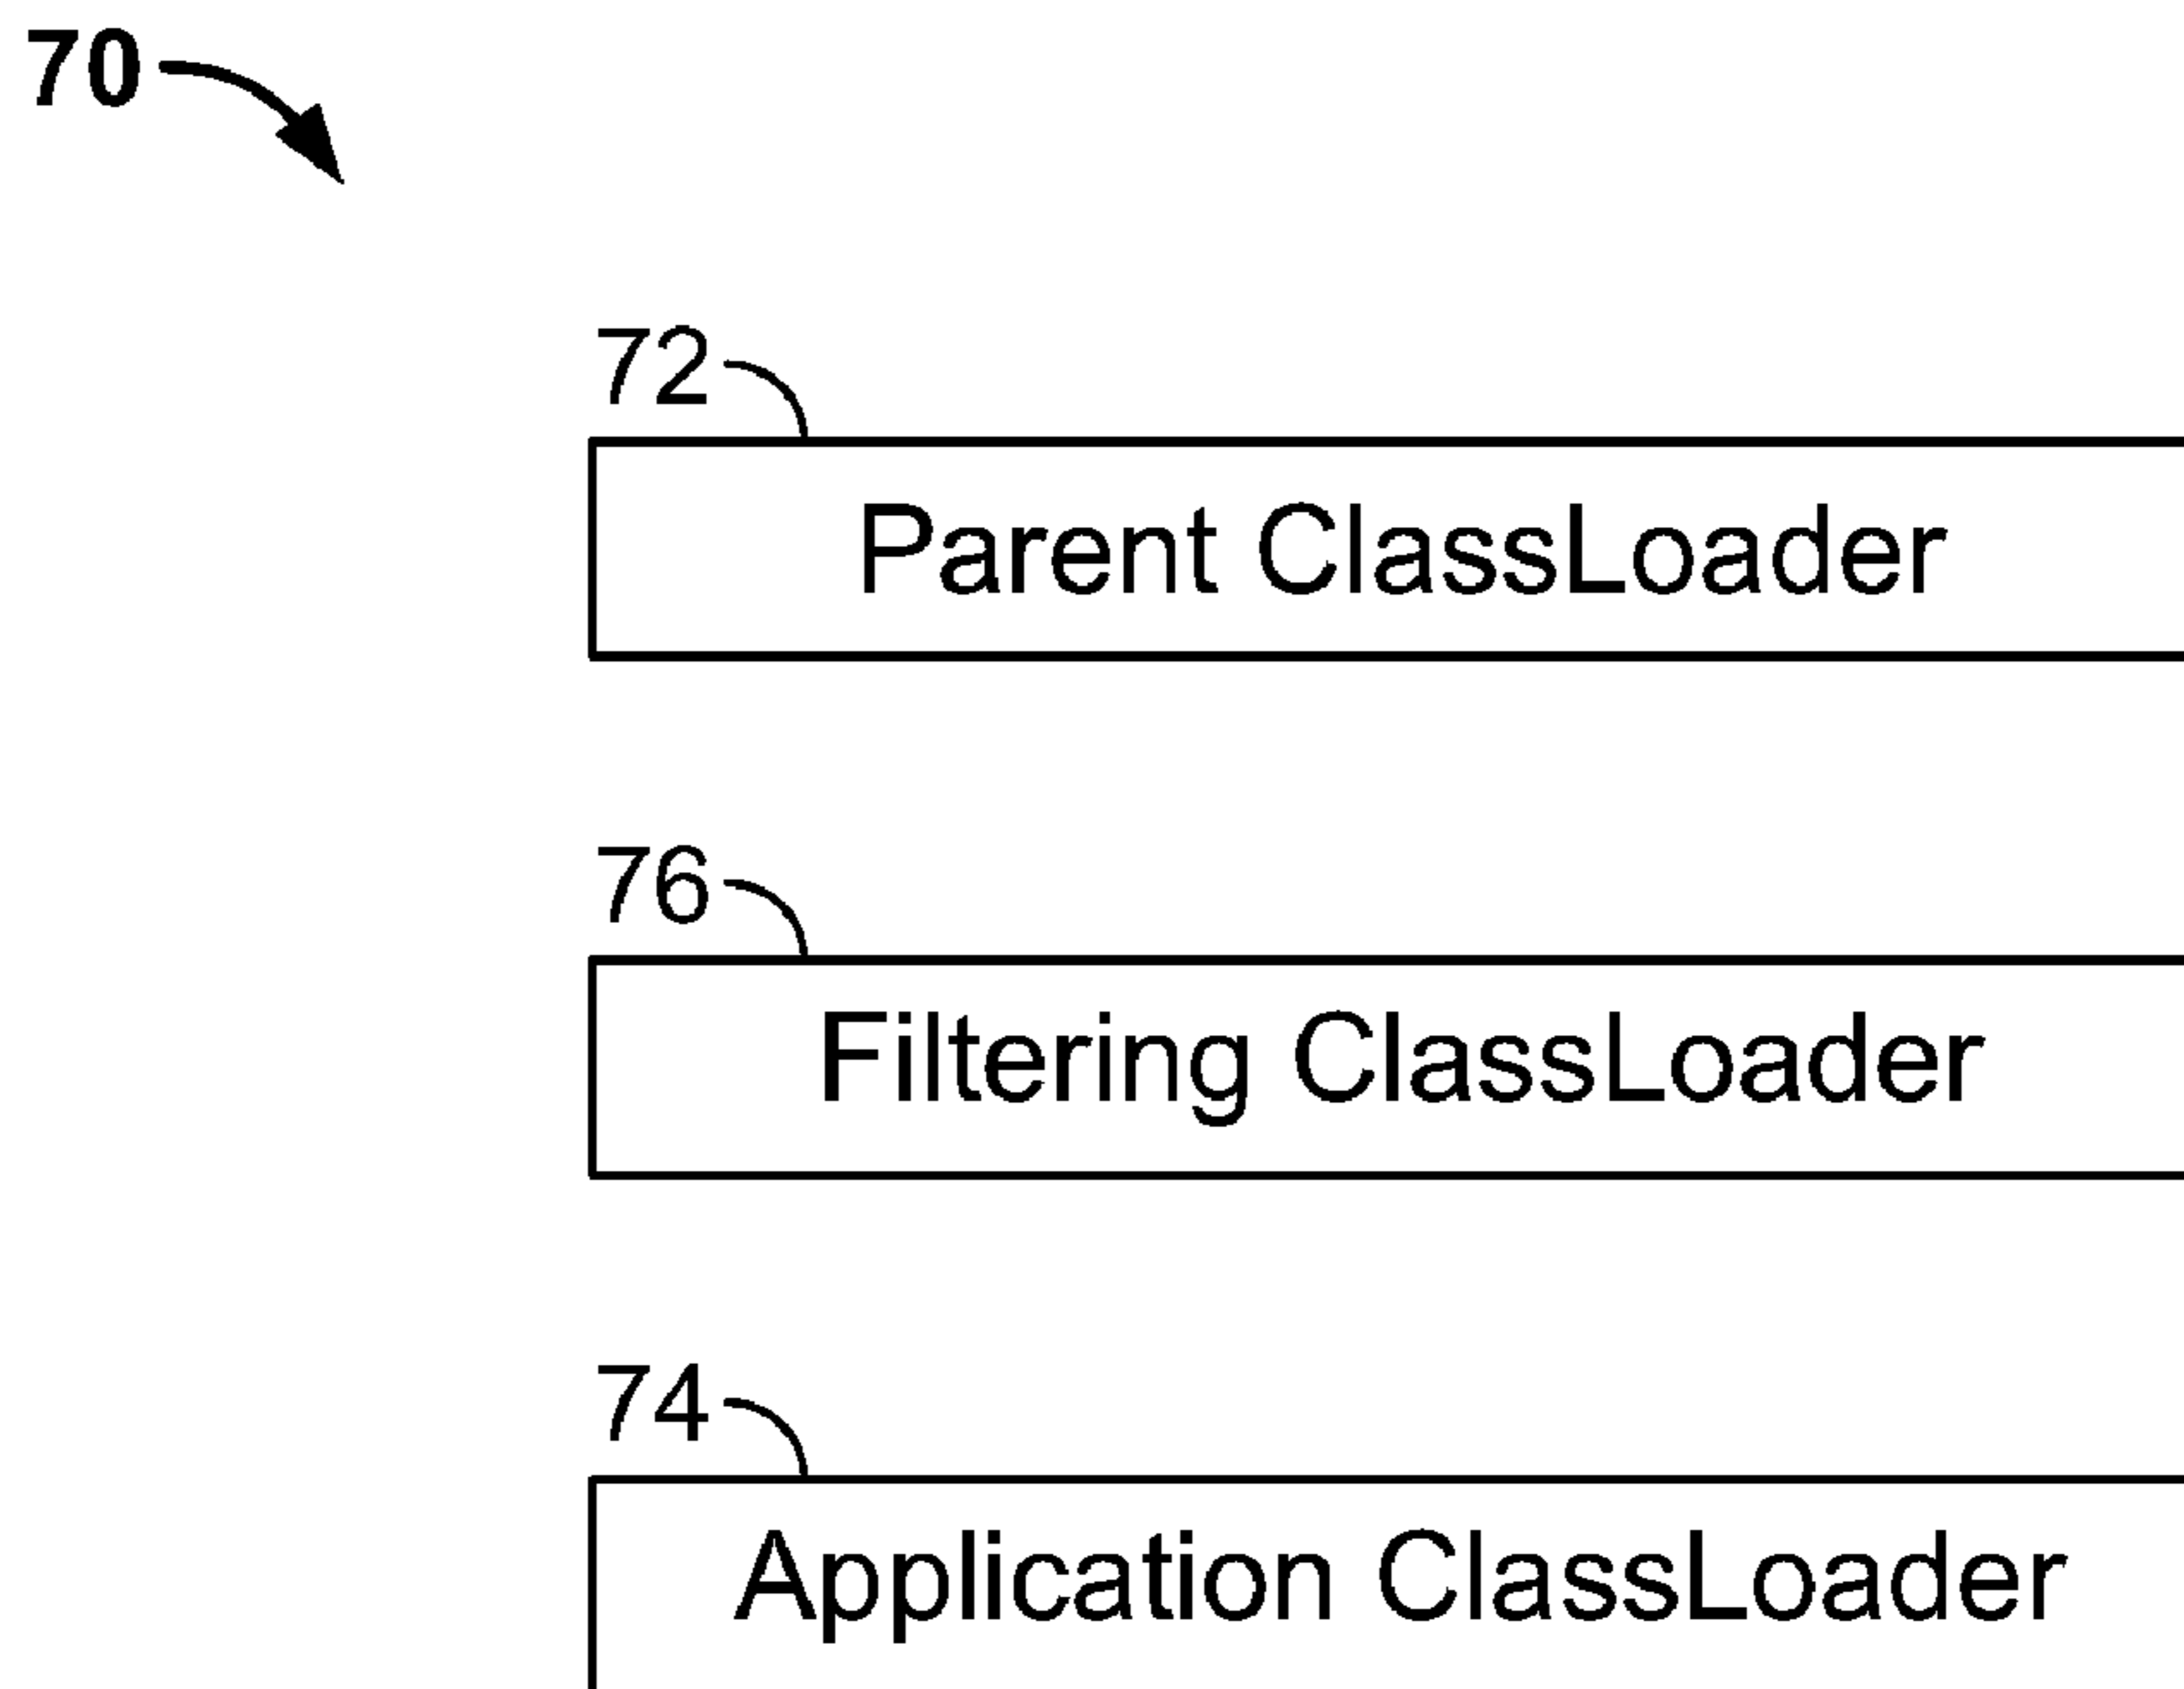 70
72
Parent ClassLoader
76
Filtering ClassLoader
74
Application ClassLoader